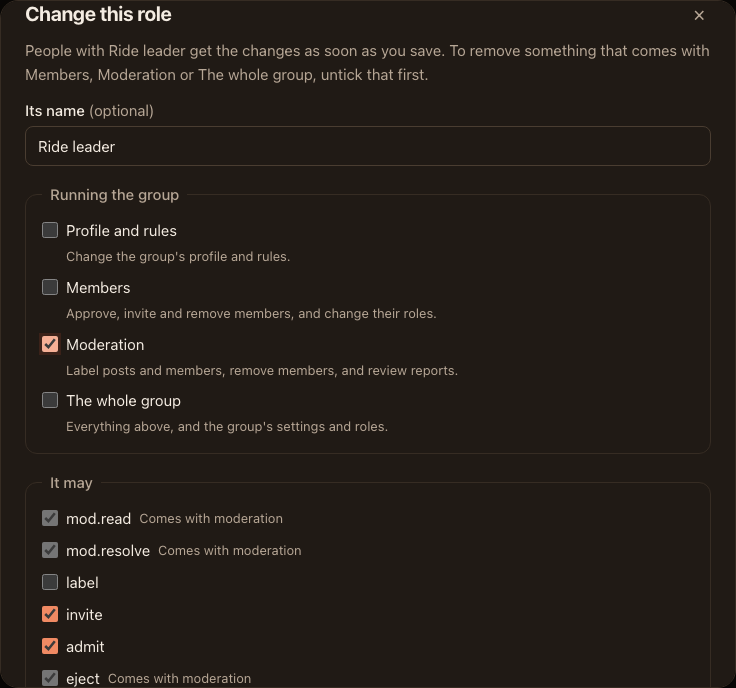 Change this role
×
People with Ride leader get the changes as soon as you save. To remove something that comes with
Members, Moderation or The whole group, untick that first.
Its name (optional)
Ride leader
Running the group
Profile and rules
Change the group's profile and rules.
Members
Approve, invite and remove members, and change their roles.
Moderation
Label posts and members, remove members, and review reports.
The whole group
Everything above, and the group's settings and roles.
It may
mod.read Comes with moderation
mod.resolve Comes with moderation
label
invite
admit
eject Comes with moderation